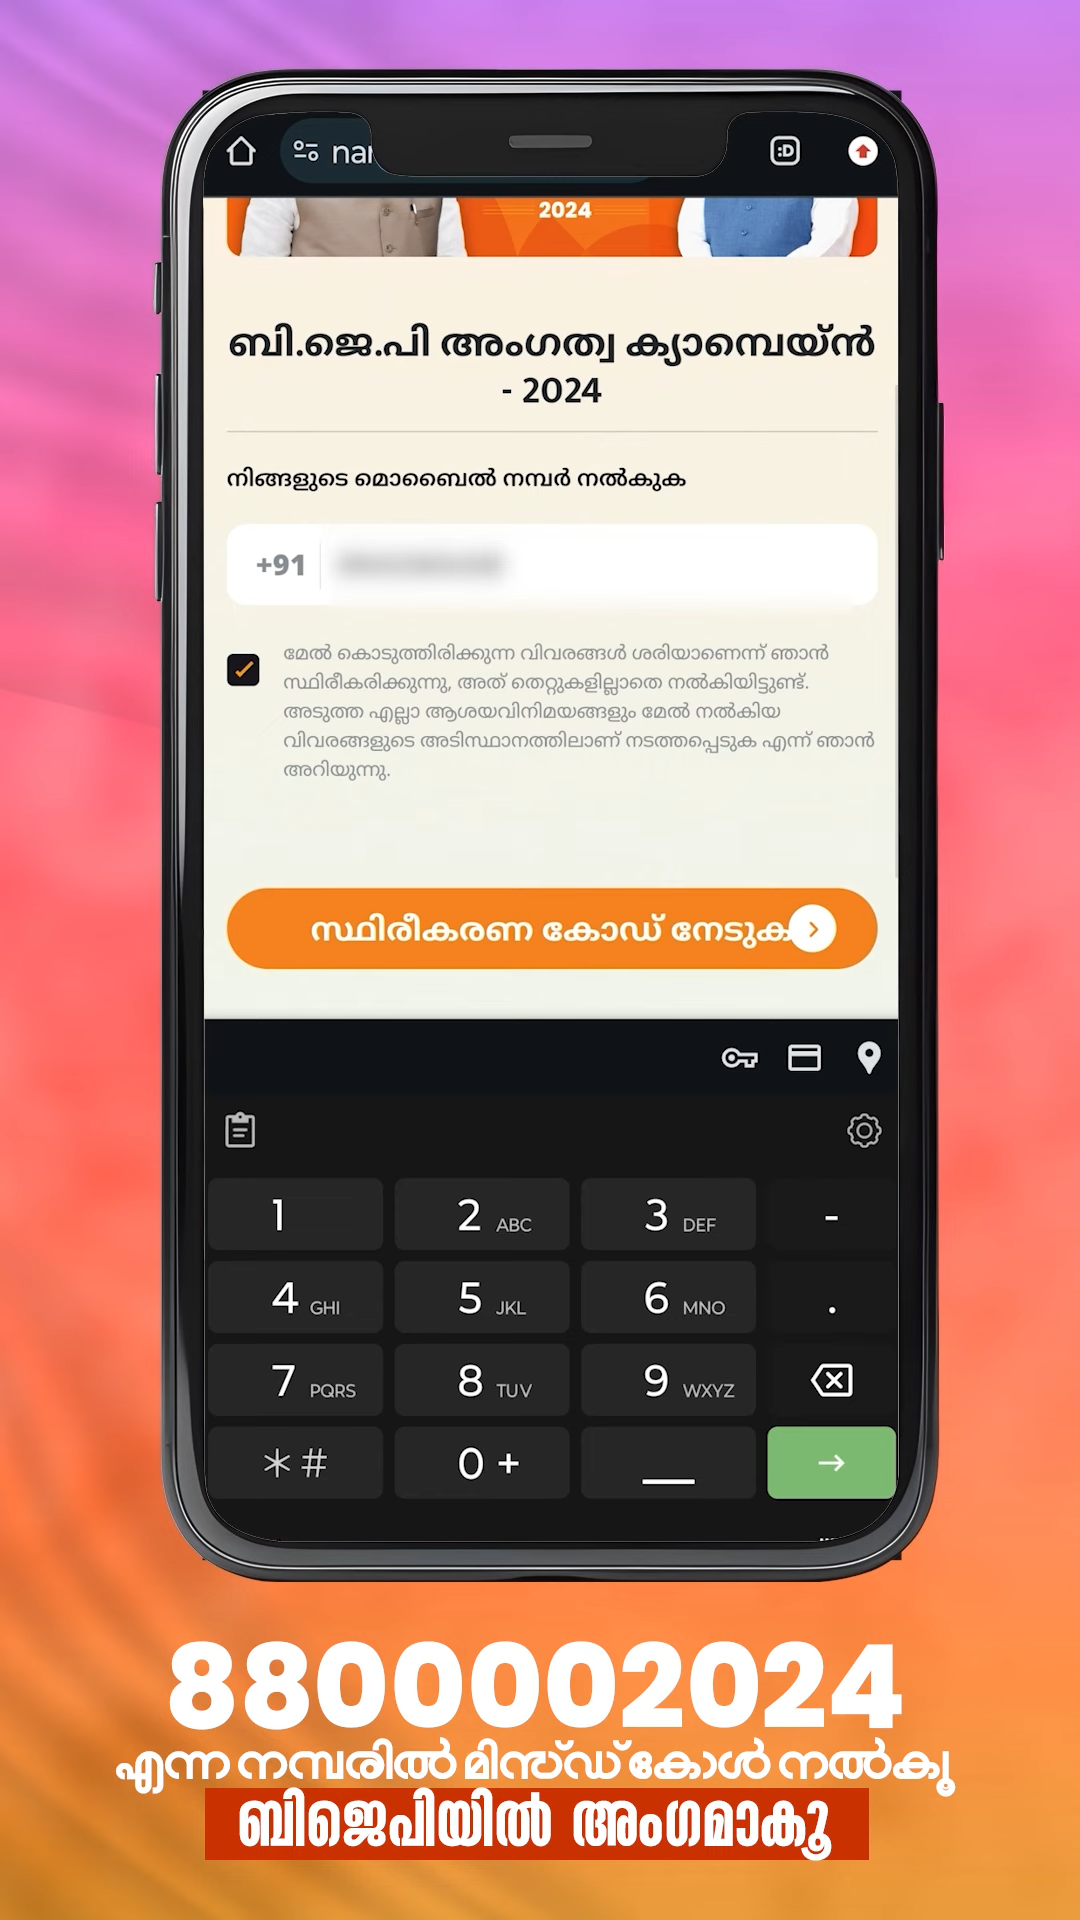 nar
2024
ബി.ജെ.പി അംഗത്വ ക്യാമ്പെയ്ൻ
- 2024
നിങ്ങളുടെ മൊബൈൽ നമ്പർ നൽകുക
+91
മേൽ കൊടുത്തിരിക്കുന്ന വിവരങ്ങൾ ശരിയാണെന്ന് ഞാൻ
സ്ഥിരീകരിക്കുന്നു, അത് തെറ്റുകളില്ലാതെ നൽകിയിട്ടുണ്ട്.
അടുത്ത എല്ലാ ആശയവിനിമയങ്ങളും മേൽ നൽകിയ
വിവരങ്ങളുടെ അടിസ്ഥാനത്തിലാണ് നടത്തപ്പെടുക എന്ന് ഞാൻ
അറിയുന്നു.
സ്ഥിരീകരണ കോഡ് നേടുക
1 2 ABC 3 DEF -
4 GHI 5 JKL 6 MNO .
7 PQRS 8 TUV 9 WXYZ
*# 0 +
8800002024
എന്ന നമ്പരിൽ മിസ്ഡ് കോൾ നൽകൂ
ബിജെപിയിൽ അംഗമാകൂ